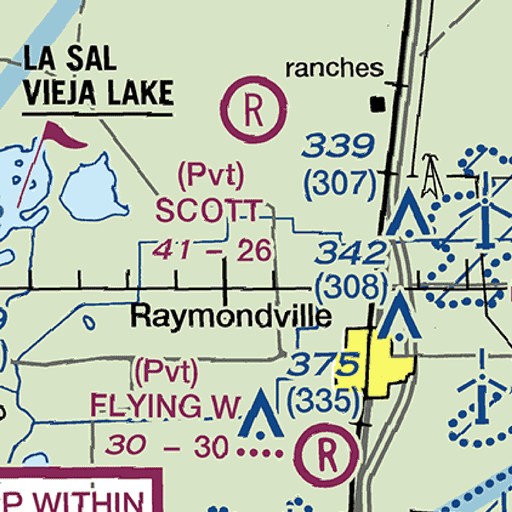 LA SAL
VIEJA LAKE
ranches
R
339
(307)
(Pvt)
SCOTT
41 - 26
342
(308)
Raymondville
375
(335)
(Pvt)
FLYING W
30 - 30
R
P WITHIN